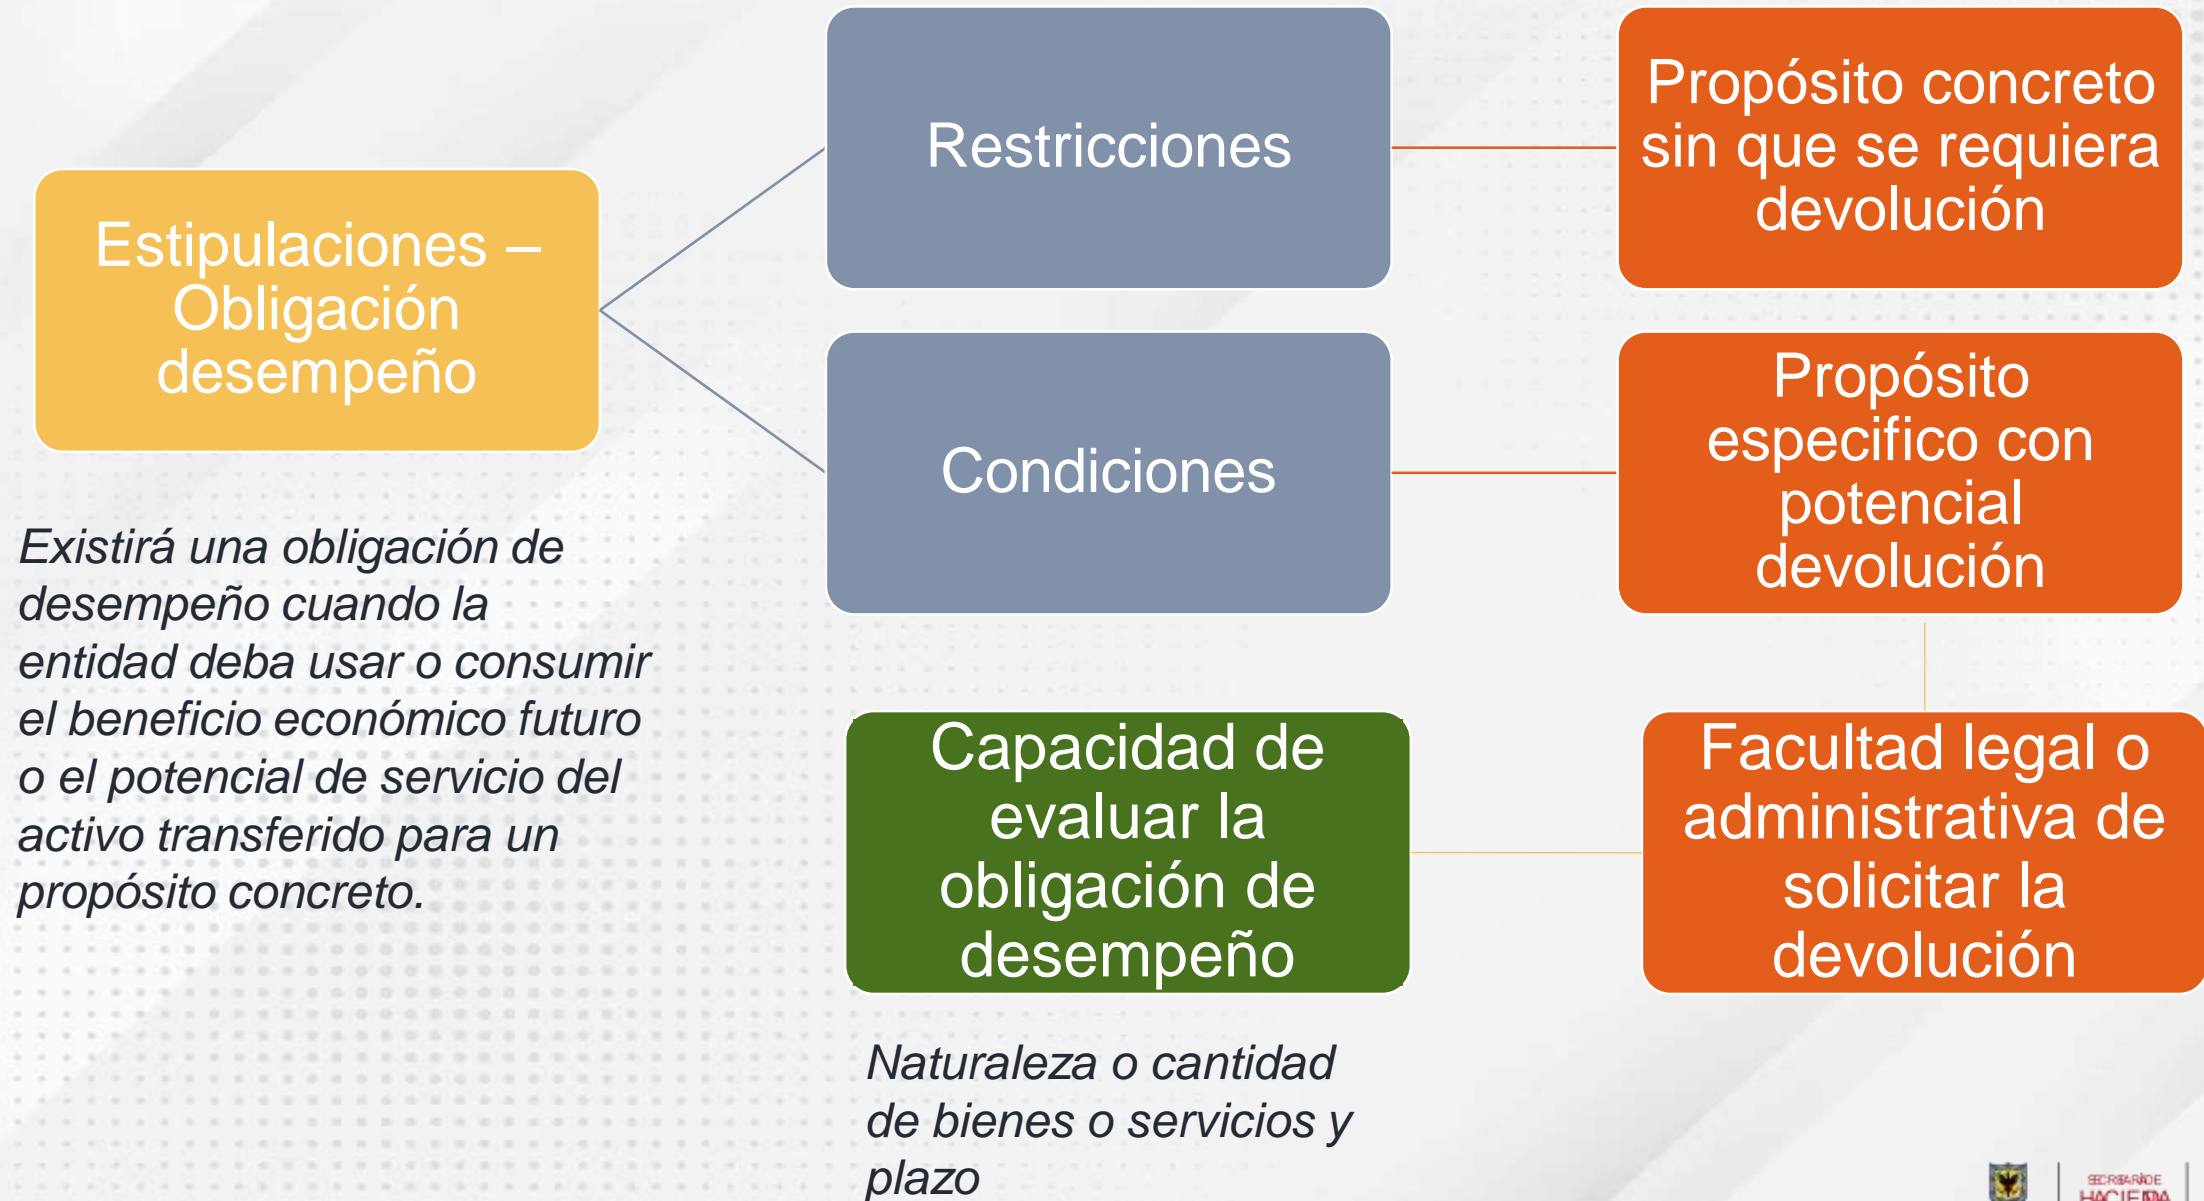 Estipulaciones –
Obligación
desempeño
Existirá una obligación de
desempeño cuando la
entidad deba usar o consumir
el beneficio económico futuro
o el potencial de servicio del
activo transferido para un
propósito concreto.
Restricciones
Propósito concreto
sin que se requiera
devolución
Condiciones
Propósito
especifico con
potencial
devolución
Facultad legal o
administrativa de
solicitar la
devolución
Capacidad de
evaluar la
obligación de
desempeño
Naturaleza o cantidad
de bienes o servicios y
plazo
HACIENDA